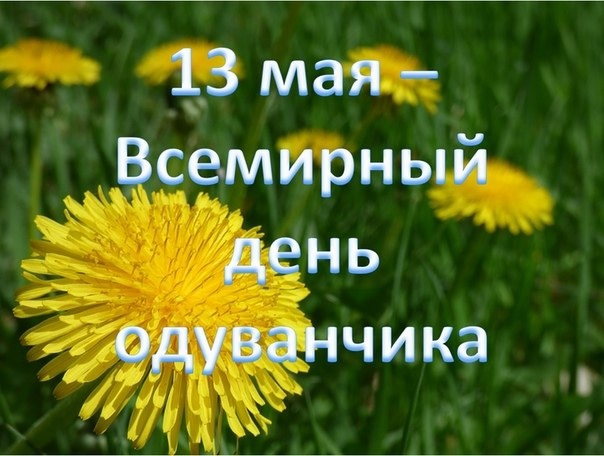 13 мая –
Всемирный
день
одуванчика